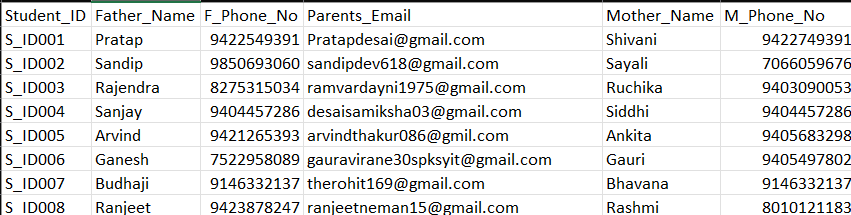 Student_ID Father_Name F_Phone_No Parents_Email Mother_Name M_Phone_No
S_ID001 Pratap 9422549391 Pratapdesai@gmail.com Shivani 9422749391
S_ID002 Sandip 9850693060 sandipdev618@gmail.com Sayali 7066059676
S_ID003 Rajendra 8275315034 ramvardayni1975@gmail.com Ruchika 9403090053
S_ID004 Sanjay 9404457286 desaisamiksha03@gmail.com Siddhi 9404457286
S_ID005 Arvind 9421265393 arvindthakur086@gmil.com Ankita 9405683298
S_ID006 Ganesh 7522958089 gauravirane30spksyit@gmail.com Gauri 9405497802
S_ID007 Budhaji 9146332137 therohit169@gmail.com Bhavana 9146332137
S_ID008 Ranjeet 9423878247 ranjeetneman15@gmail.com Rashmi 8010121183